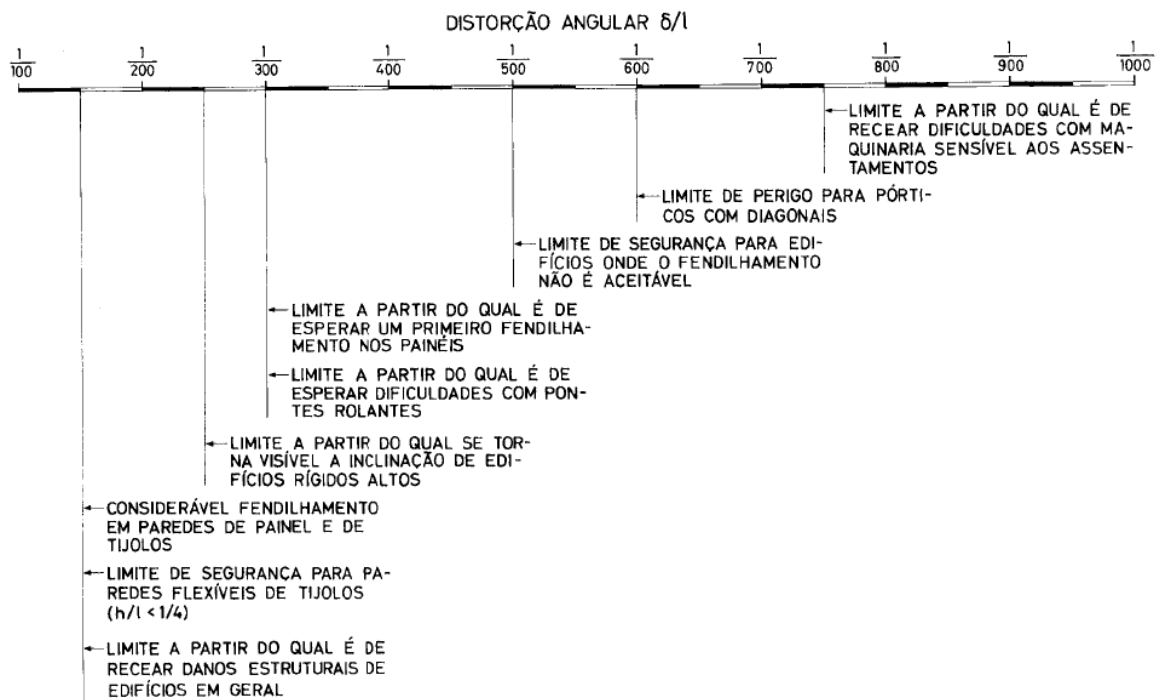 DISTORÇÃO ANGULAR δ/l
1/100 1/200 1/300 1/400 1/500 1/600 1/700 1/800 1/900 1/1000
LIMITE A PARTIR DO QUAL É DE
RECEAR DIFICULDADES COM MA-
QUINARIA SENSÍVEL AOS ASSEN-
TAMENTOS
LIMITE DE PERIGO PARA PÓRTI-
COS COM DIAGONAIS
LIMITE DE SEGURANÇA PARA EDI-
FÍCIOS ONDE O FENDILHAMENTO
NÃO É ACEITÁVEL
LIMITE A PARTIR DO QUAL É DE
ESPERAR UM PRIMEIRO FENDILHA-
MENTO NOS PAINÉIS
LIMITE A PARTIR DO QUAL É DE
ESPERAR DIFICULDADES COM PON-
TES ROLANTES
LIMITE A PARTIR DO QUAL SE TOR-
NA VISÍVEL A INCLINAÇÃO DE EDI-
FÍCIOS RÍGIDOS ALTOS
CONSIDERÁVEL FENDILHAMENTO
EM PAREDES DE PAINEL E DE
TIJOLOS
LIMITE DE SEGURANÇA PARA PA-
REDES FLEXÍVEIS DE TIJOLOS
(h/l < 1/4)
LIMITE A PARTIR DO QUAL É DE
RECEAR DANOS ESTRUTURAIS DE
EDIFÍCIOS EM GERAL